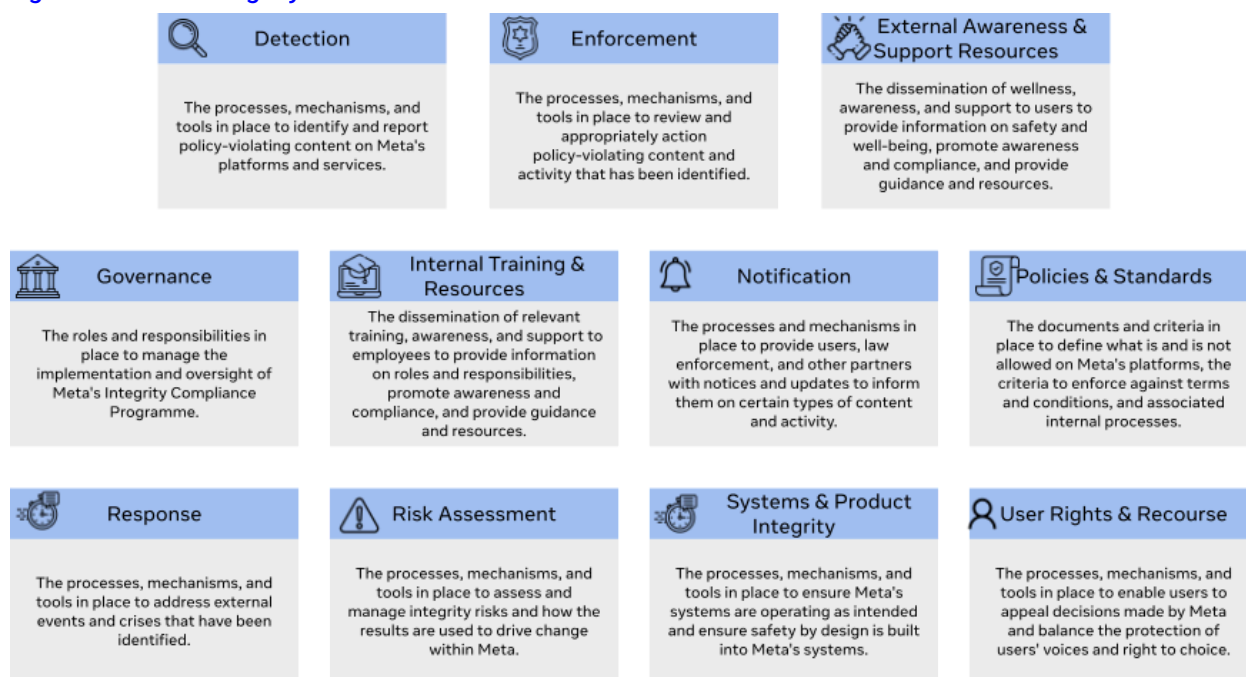 Detection
The processes, mechanisms, and
tools in place to identify and report
policy-violating content on Meta's
platforms and services.
Enforcement
The processes, mechanisms, and
tools in place to review and
appropriately action
policy-violating content and
activity that has been identified.
External Awareness &
Support Resources
The dissemination of wellness,
awareness, and support to users to
provide information on safety and
well-being, promote awareness
and compliance, and provide
guidance and resources.
Governance
The roles and responsibilities in
place to manage the
implementation and oversight of
Meta's Integrity Compliance
Programme.
Internal Training &
Resources
The dissemination of relevant
training, awareness, and support to
employees to provide information
on roles and responsibilities,
promote awareness and
compliance, and provide guidance
and resources.
Notification
The processes and mechanisms in
place to provide users, law
enforcement, and other partners
with notices and updates to inform
them on certain types of content
and activity.
Policies & Standards
The documents and criteria in
place to define what is and is not
allowed on Meta's platforms, the
criteria to enforce against terms
and conditions, and associated
internal processes.
Response
The processes, mechanisms, and
tools in place to address external
events and crises that have been
identified.
Risk Assessment
The processes, mechanisms, and
tools in place to assess and
manage integrity risks and how the
results are used to drive change
within Meta.
Systems & Product
Integrity
The processes, mechanisms, and
tools in place to ensure Meta's
systems are operating as intended
and ensure safety by design is built
into Meta's systems.
User Rights & Recourse
The processes, mechanisms, and
tools in place to enable users to
appeal decisions made by Meta
and balance the protection of
users' voices and right to choice.